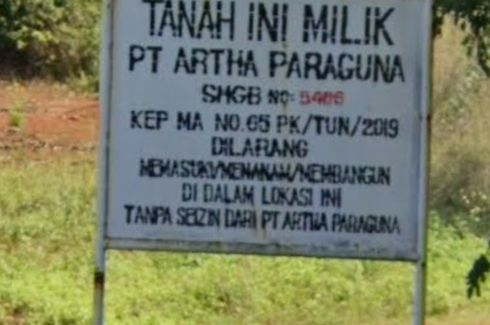 TANAH INI MILIK
PT ARTHA PARAGUNA
SHGB NO: 5486
KEP MA NO.65 PK/TUN/2019
DILARANG
MEMASUKI/MENANAM/MEMBANGUN
DI DALAM LOKASI INI
TANPA SEIZIN DARI PT ARTHA PARAGUNA